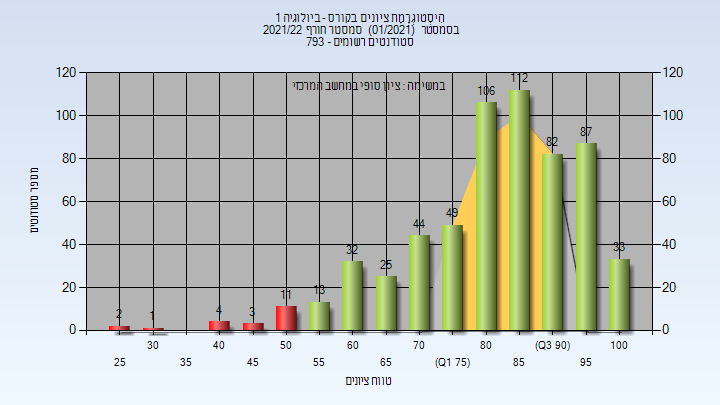 הִיסְטוֹגְרָמַת ציונים בקורס - ביולוגיה 1
בסמסטר (01/2021) סמסטר חורף 2021/22
סטודנטים רשומים - 793
במשימה : ציון סופי במחשב המרכזי
120 120
100 100
80 80
60 60
40 40
20 20
0 0
מספר סטודנטים
2 1 4 3 11 13 32 25 44 49 106 112 82 87 33
30 40 50 60 70 80 (Q3 90) 100
25 35 45 55 65 (Q1 75) 85 95
טווח ציונים